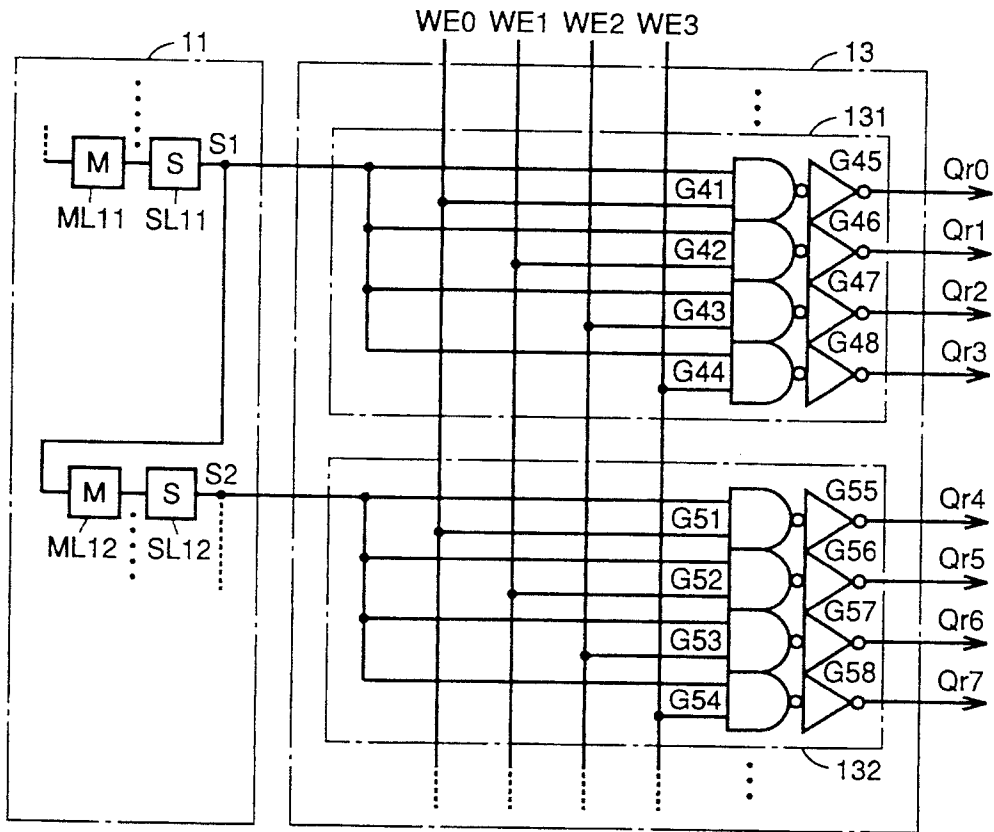 WE0 WE1 WE2 WE3
11
13
131
M S S1
ML11 SL11
G41 G45 Qr0
G42 G46 Qr1
G43 G47 Qr2
G44 G48 Qr3
M S S2
ML12 SL12
G51 G55 Qr4
G52 G56 Qr5
G53 G57 Qr6
G54 G58 Qr7
132